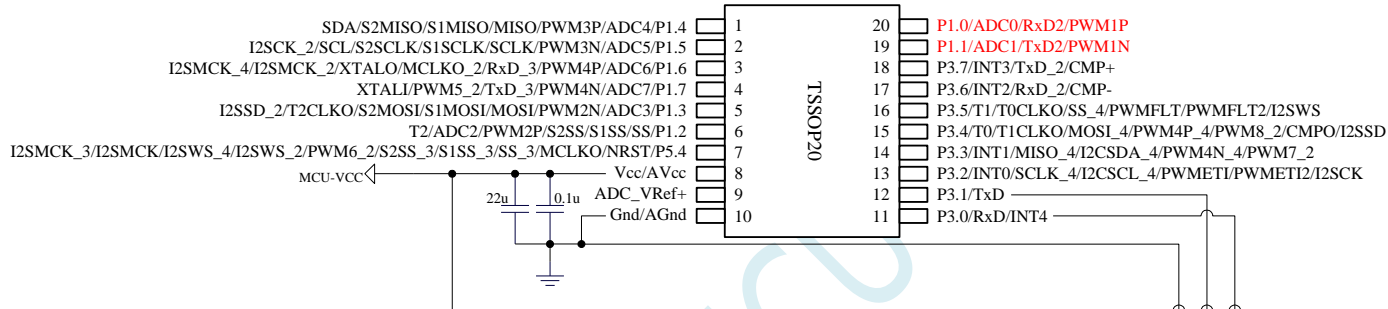 SDA/S2MISO/S1MISO/MISO/PWM3P/ADC4/P1.4 1 20 P1.0/ADC0/RxD2/PWM1P
I2SCK_2/SCL/S2SCLK/S1SCLK/SCLK/PWM3N/ADC5/P1.5 2 19 P1.1/ADC1/TxD2/PWM1N
I2SMCK_4/I2SMCK_2/XTALO/MCLKO_2/RxD_3/PWM4P/ADC6/P1.6 3 18 P3.7/INT3/TxD_2/CMP+
XTALI/PWM5_2/TxD_3/PWM4N/ADC7/P1.7 4 17 P3.6/INT2/RxD_2/CMP-
I2SSD_2/T2CLKO/S2MOSI/S1MOSI/MOSI/PWM2N/ADC3/P1.3 5 16 P3.5/T1/T0CLKO/SS_4/PWMFLT/PWMFLT2/I2SWS
T2/ADC2/PWM2P/S2SS/S1SS/SS/P1.2 6 15 P3.4/T0/T1CLKO/MOSI_4/PWM4P_4/PWM8_2/CMPO/I2SSD
I2SMCK_3/I2SMCK/I2SWS_4/I2SWS_2/PWM6_2/S2SS_3/S1SS_3/SS_3/MCLKO/NRST/P5.4 7 14 P3.3/INT1/MISO_4/I2CSDA_4/PWM4N_4/PWM7_2
MCU-VCC Vcc/AVcc 8 13 P3.2/INT0/SCLK_4/I2CSCL_4/PWMETI/PWMETI2/I2SCK
22u 0.1u ADC_VRef+ 9 12 P3.1/TxD
Gnd/AGnd 10 11 P3.0/RxD/INT4
TSSOP20